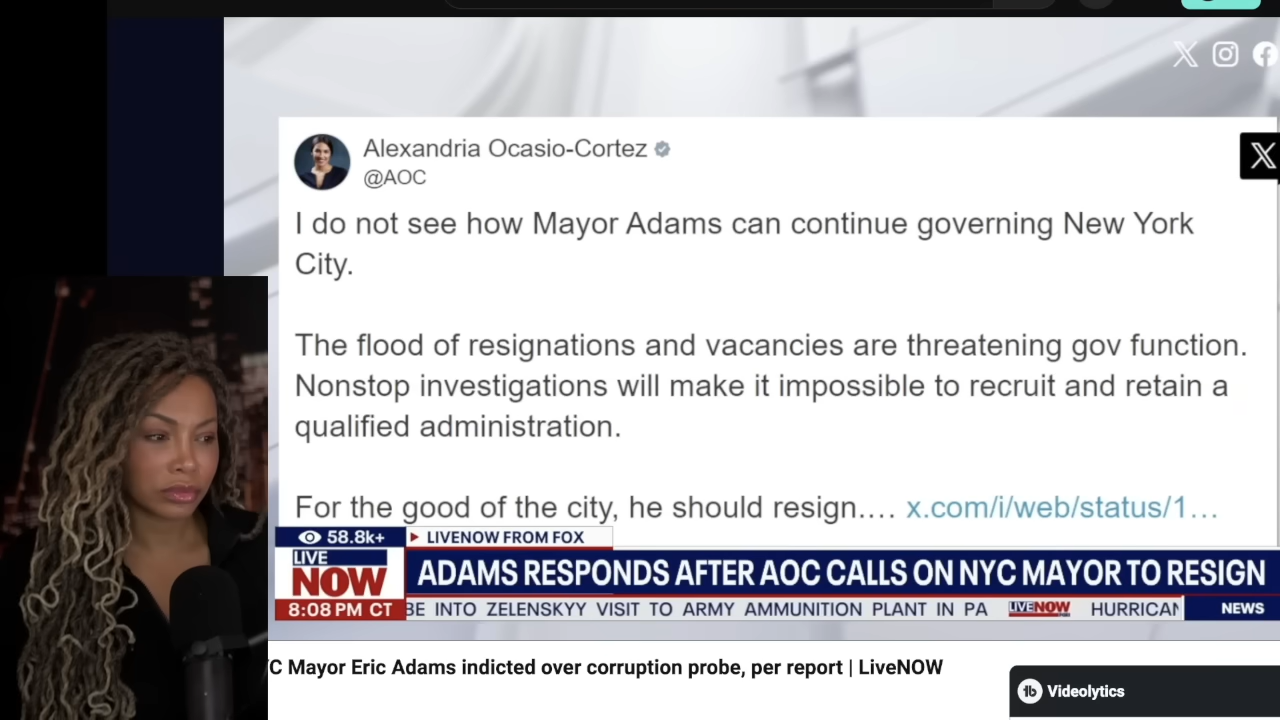 Alexandria Ocasio-Cortez
@AOC
I do not see how Mayor Adams can continue governing New York
City.
The flood of resignations and vacancies are threatening gov function.
Nonstop investigations will make it impossible to recruit and retain a
qualified administration.
For the good of the city, he should resign.... x.com/i/web/status/1...
58.8k+
LIVENOW FROM FOX
LIVE
NOW
ADAMS RESPONDS AFTER AOC CALLS ON NYC MAYOR TO RESIGN
8:08 PM CT
BE INTO ZELENSKYY VISIT TO ARMY AMMUNITION PLANT IN PA LIVENOW HURRICAN
NEWS
C Mayor Eric Adams indicted over corruption probe, per report | LiveNOW
Videolytics